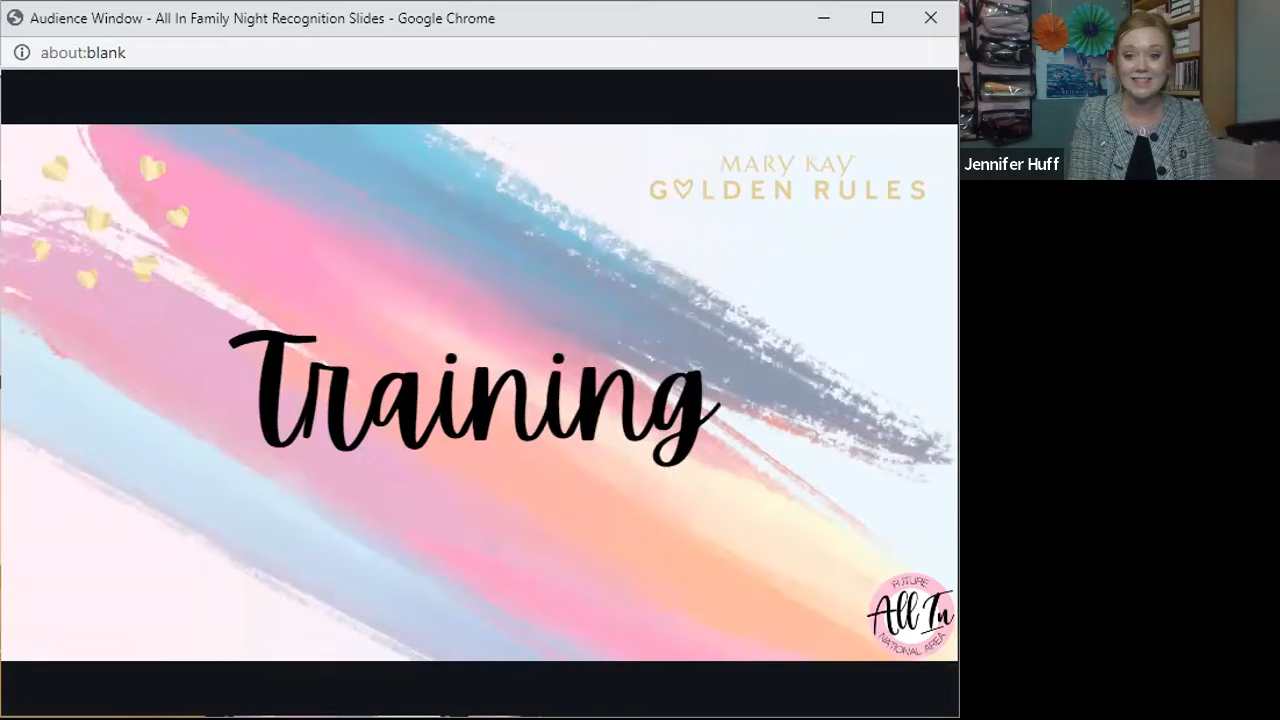 Audience Window - All In Family Night Recognition Slides - Google Chrome
about:blank
MARY KAY
GOLDEN RULES
Training
FUTURE
All In
NATIONAL AREA
Jennifer Huff